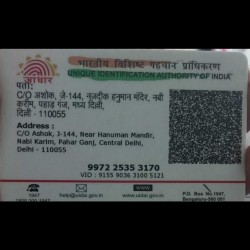 भारतीय विशिष्ट पहचान प्राधिकरण
UNIQUE IDENTIFICATION AUTHORITY OF INDIA
आधार
पता:
C/O अशोक, जे-144, नज़दीक हनुमान मंदिर, नबी
करीम, पहाड़ गंज, मध्य दिल्ली,
दिल्ली - 110055
Address :
C/O Ashok, J-144, Near Hanuman Mandir,
Nabi Karim, Pahar Ganj, Central Delhi,
Delhi - 110055
9972 2535 3170
VID : 9155 9036 3100 5121
1947
help@uidai.gov.in
www.uidai.gov.in
P.O. Box No.1947,
Bengaluru-560 001